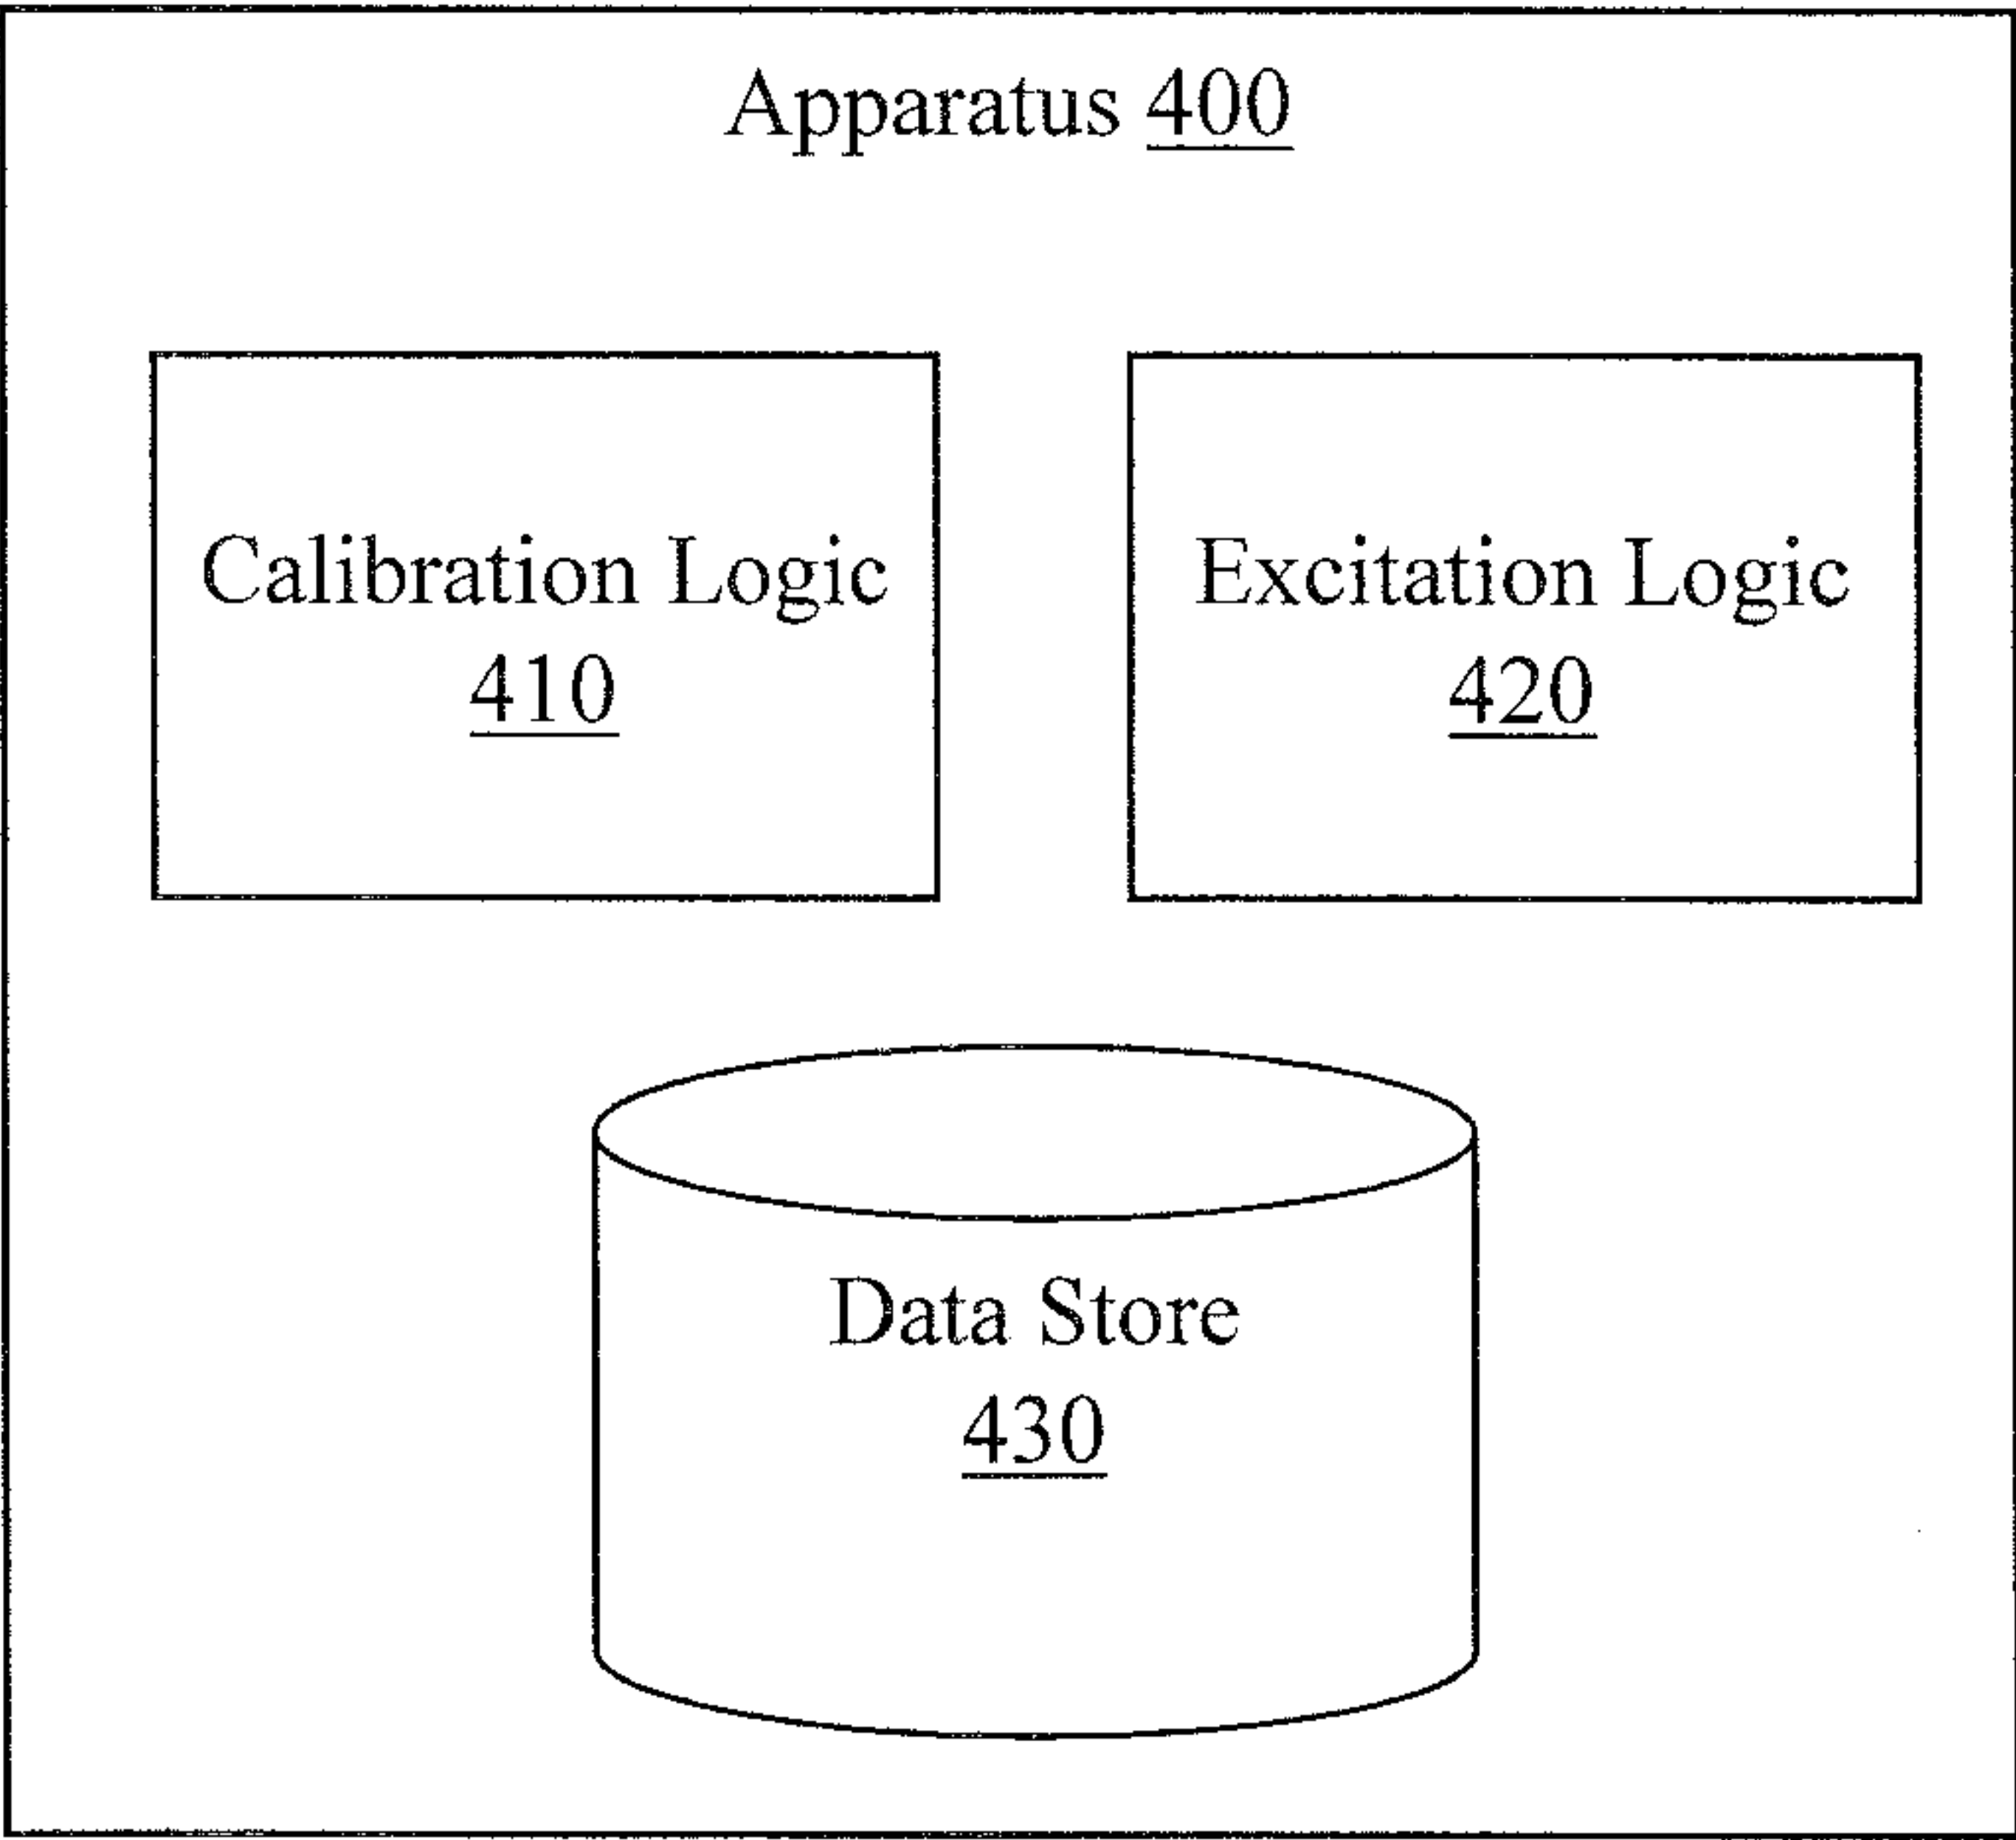 Apparatus 400
Calibration Logic
410
Excitation Logic
420
Data Store
430